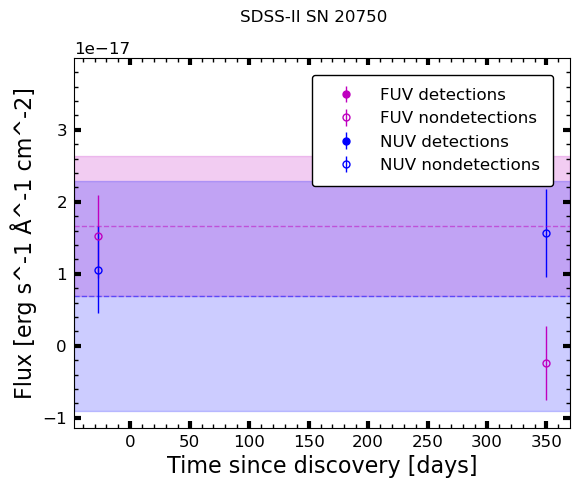 SDSS-II SN 20750
1e−17
FUV detections
FUV nondetections
NUV detections
NUV nondetections
3
2
1
0
−1
Flux [erg s^-1 Å^-1 cm^-2]
0 50 100 150 200 250 300 350
Time since discovery [days]